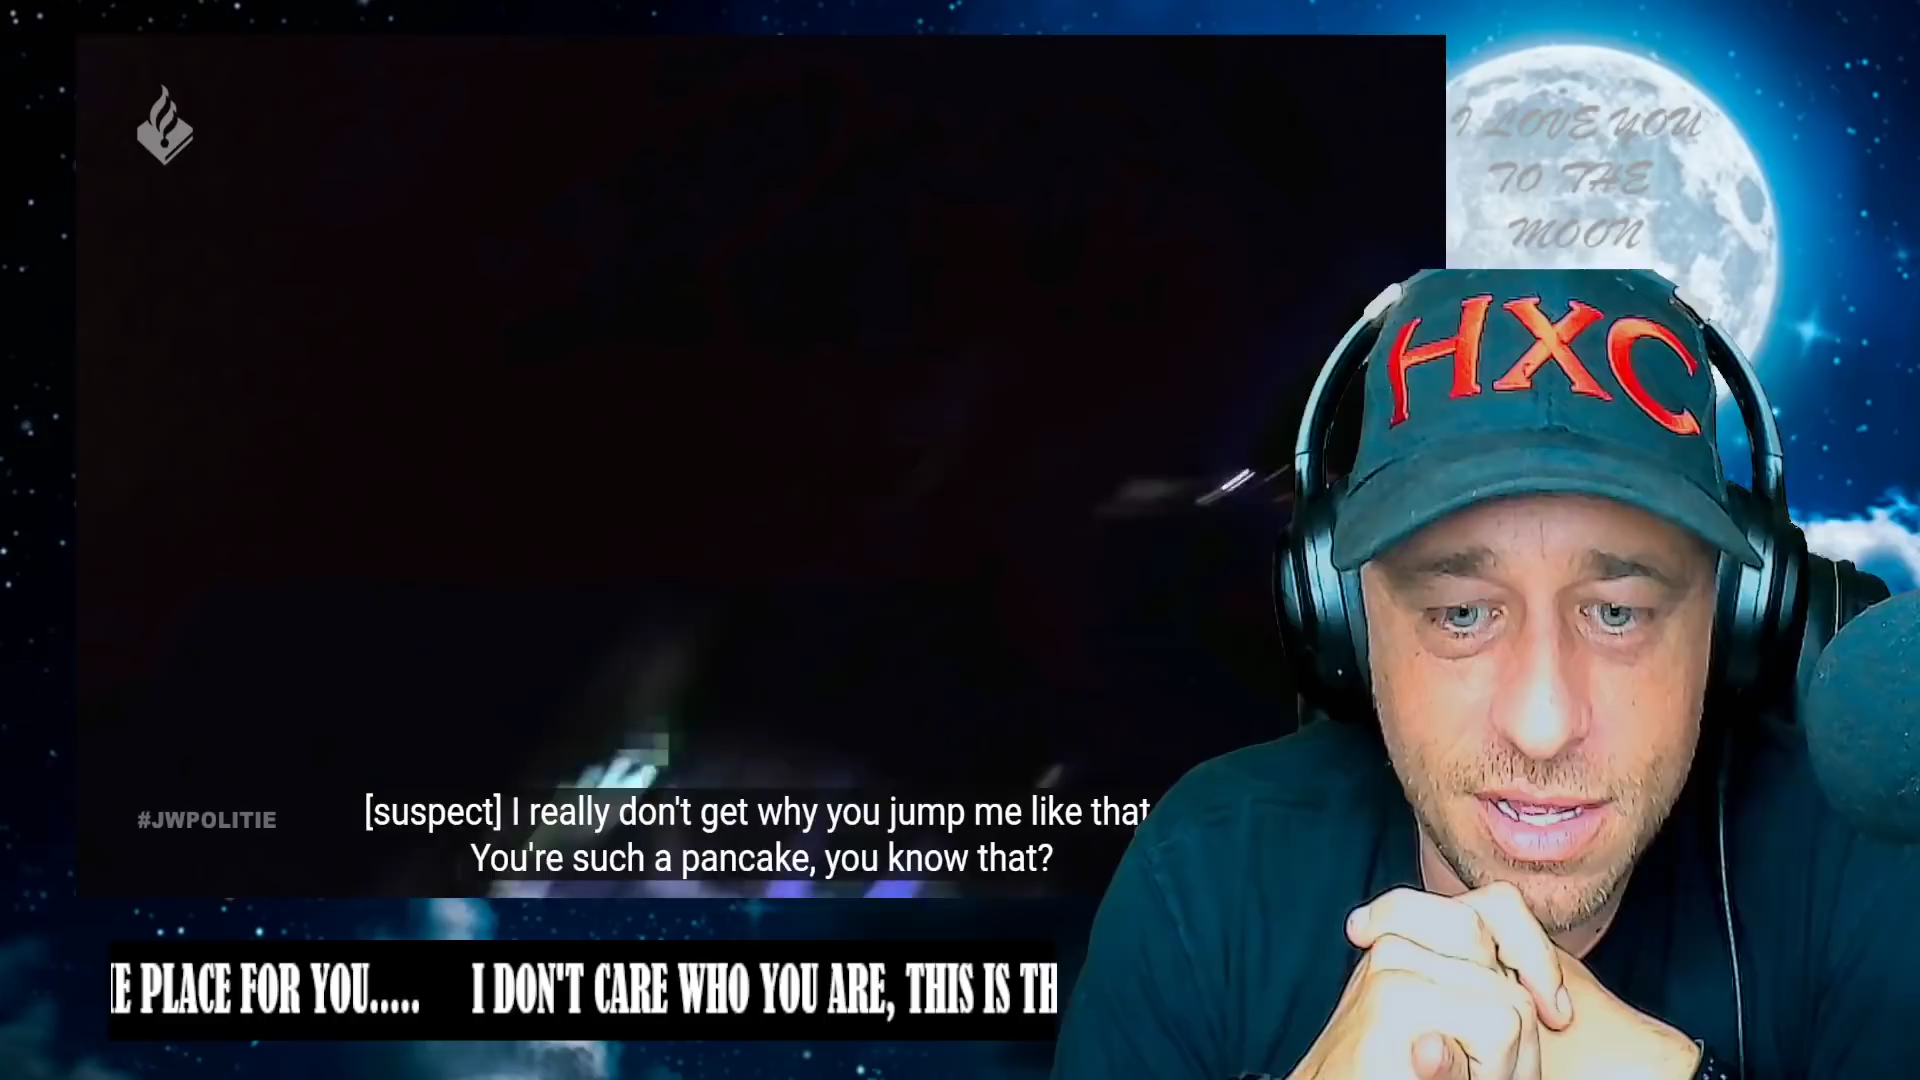 I LOVE YOU
TO THE
MOON
HXC
[suspect] I really don't get why you jump me like that
You're such a pancake, you know that?
#JWPOLITIE
PLACE FOR YOU..... I DON'T CARE WHO YOU ARE, THIS IS